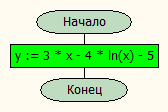 Начало
y := 3 * x - 4 * ln(x) - 5
Конец